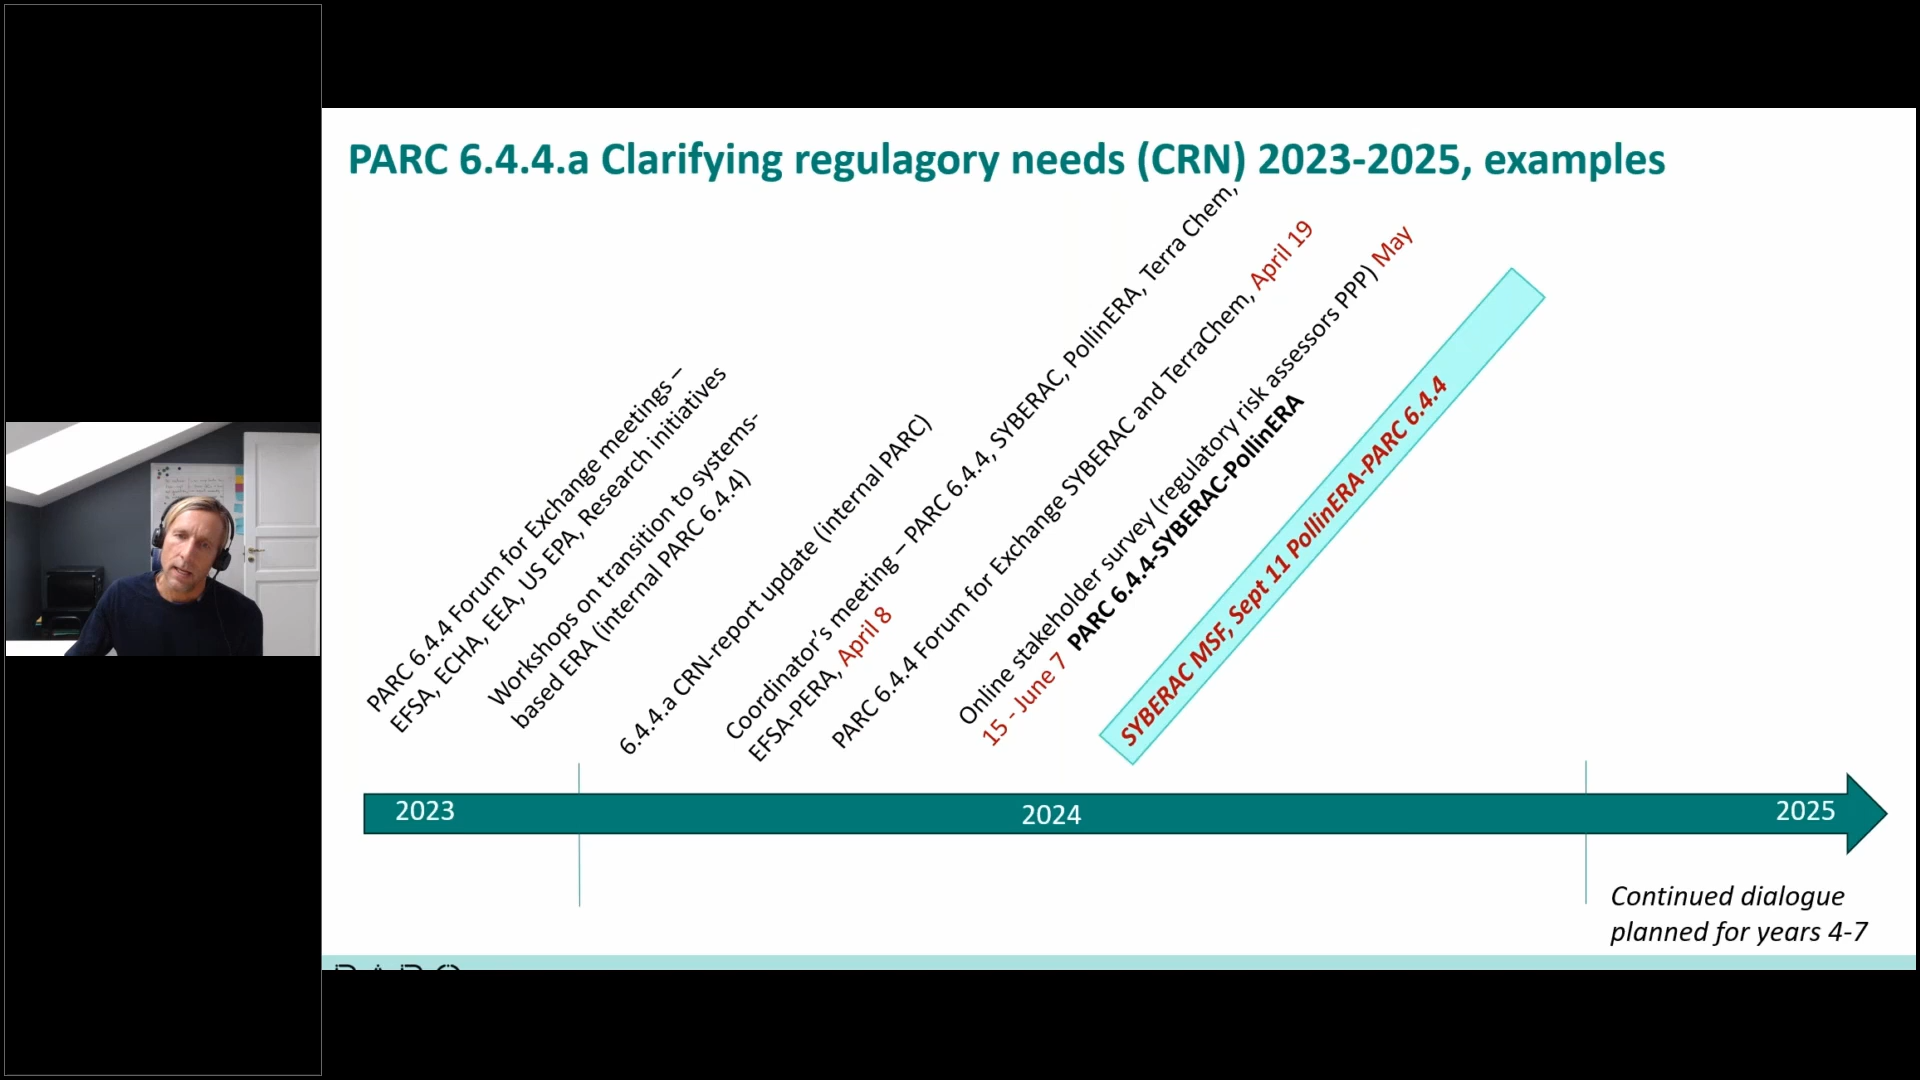 PARC 6.4.4.a Clarifying regulagory needs (CRN) 2023-2025, examples
PARC 6.4.4 Forum for Exchange meetings –
EFSA, ECHA, EEA, US EPA, Research initiatives
Workshops on transition to systems-
based ERA (internal PARC 6.4.4)
6.4.4.a CRN-report update (internal PARC)
Coordinator's meeting – PARC 6.4.4, SYBERAC, PollinERA, Terra Chem,
EFSA-PERA, April 8
PARC 6.4.4 Forum for Exchange SYBERAC and TerraChem, April 19
Online stakeholder survey (regulatory risk assessors PPP) May
15 - June 7 PARC 6.4.4-SYBERAC-PollinERA
SYBERAC MSF, Sept 11 PollinERA-PARC 6.4.4
2023
2024
2025
Continued dialogue
planned for years 4-7